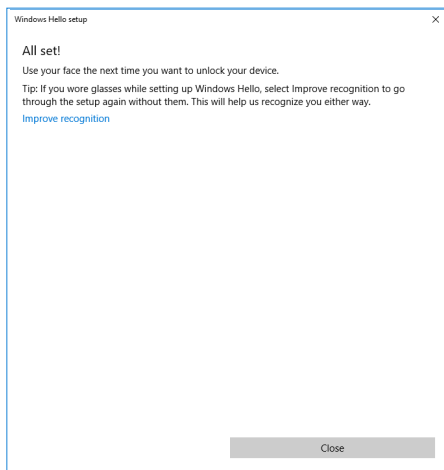 Windows Hello setup
All set!
Use your face the next time you want to unlock your device.
Tip: If you wore glasses while setting up Windows Hello, select Improve recognition to go
through the setup again without them. This will help us recognize you either way.
Improve recognition
Close